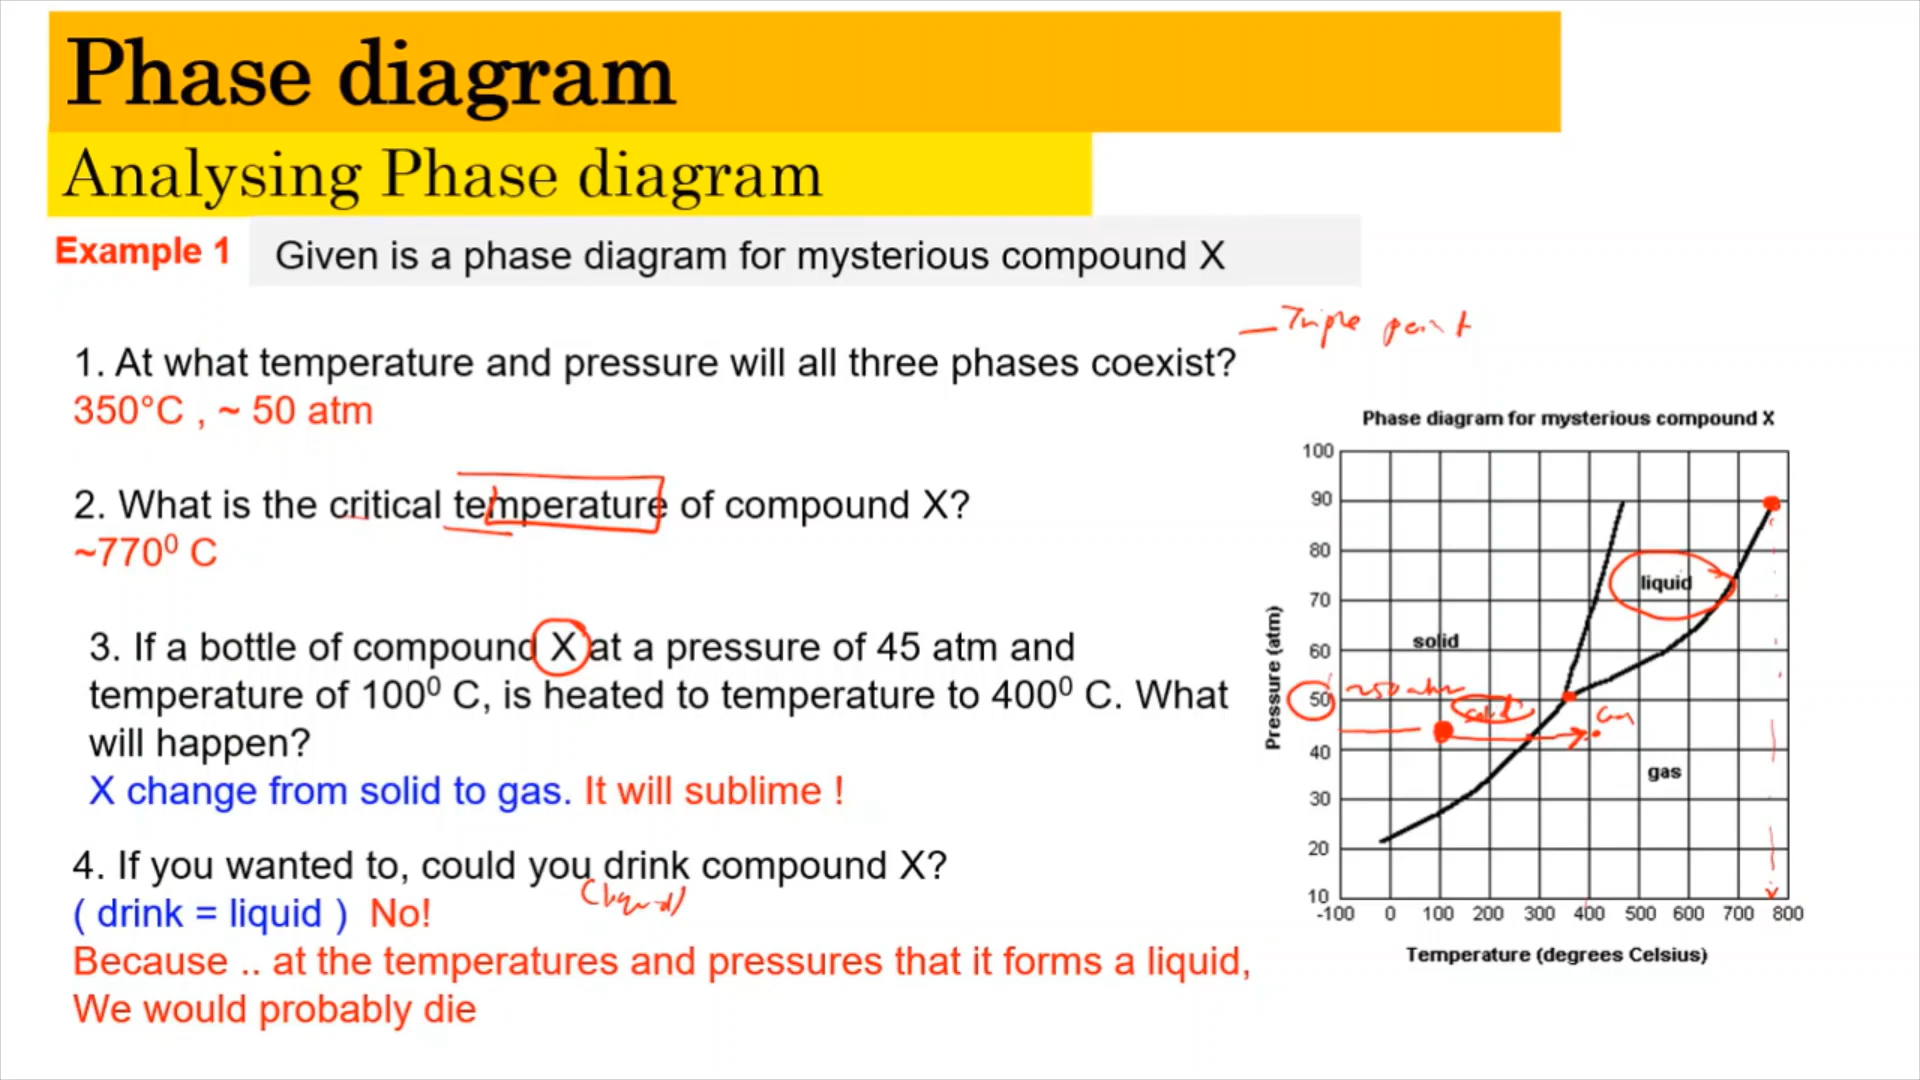 Phase diagram
Analysing Phase diagram
Example 1
Given is a phase diagram for mysterious compound X
Triple point
1. At what temperature and pressure will all three phases coexist?
350°C , ~ 50 atm
2. What is the critical temperature of compound X?
~770⁰ C
3. If a bottle of compound X at a pressure of 45 atm and
temperature of 100⁰ C, is heated to temperature to 400⁰ C. What
will happen?
X change from solid to gas. It will sublime !
4. If you wanted to, could you drink compound X?
(liquid)
( drink = liquid ) No!
Because .. at the temperatures and pressures that it forms a liquid,
We would probably die
Phase diagram for mysterious compound X
100
90
80
70
60
50
40
30
20
10
Pressure (atm)
liquid
solid
~50 atm
solid
Gas
gas
-100 0 100 200 300 400 500 600 700 800
Temperature (degrees Celsius)